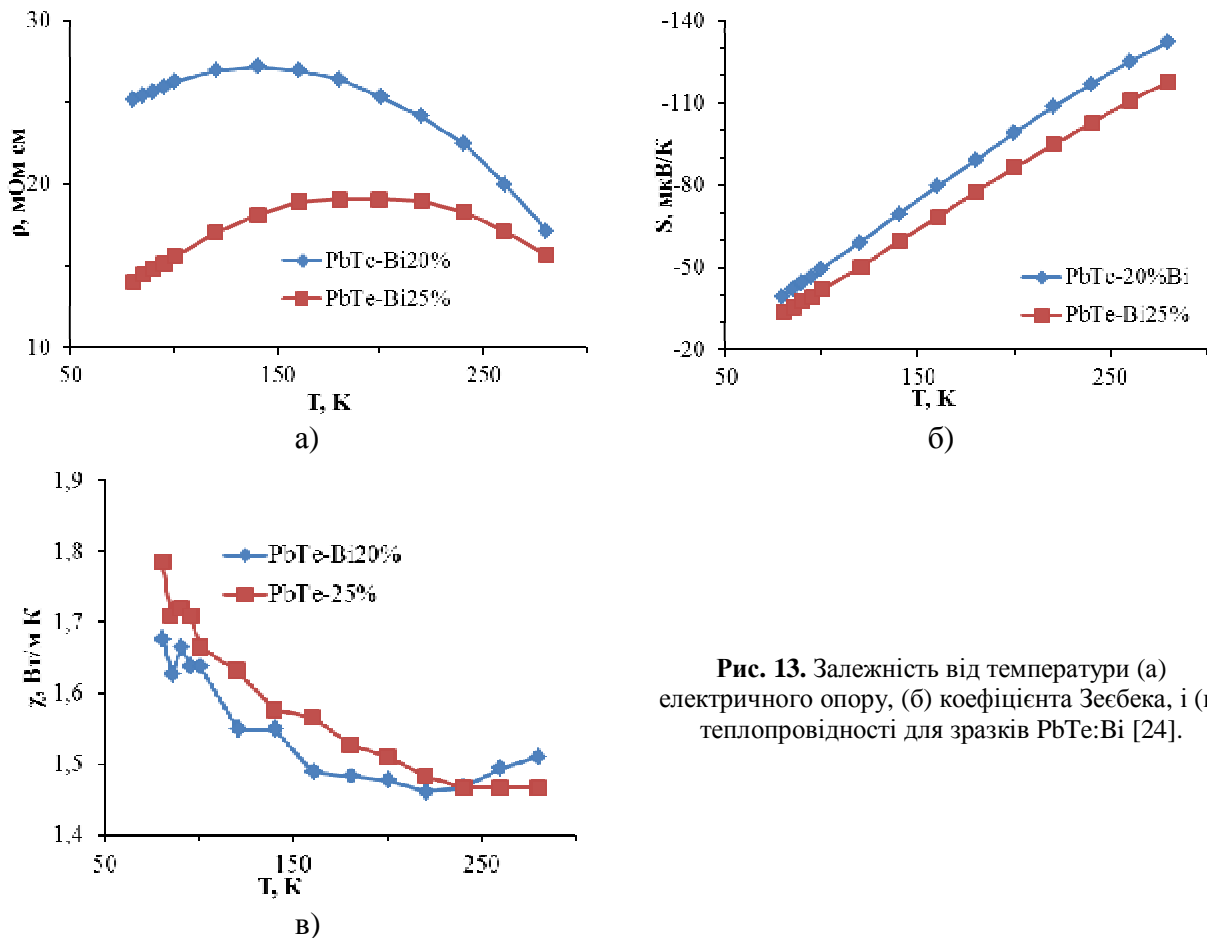 30
20
10
50
150
250
ρ, мОм см
T, K
PbTe-Bi20%
PbTe-Bi25%
а)
-140
-110
-80
-50
-20
50
150
250
S, мкВ/К
T, K
PbTe-20%Bi
PbTe-Bi25%
б)
1,9
1,8
1,7
1,6
1,5
1,4
50
150
250
χ, Вт/м К
T, K
PbTe-Bi20%
PbTe-25%
в)
Рис. 13. Залежність від температури (а)
електричного опору, (б) коефіцієнта Зеєбека, і (
теплопровідності для зразків PbTe:Bi [24].